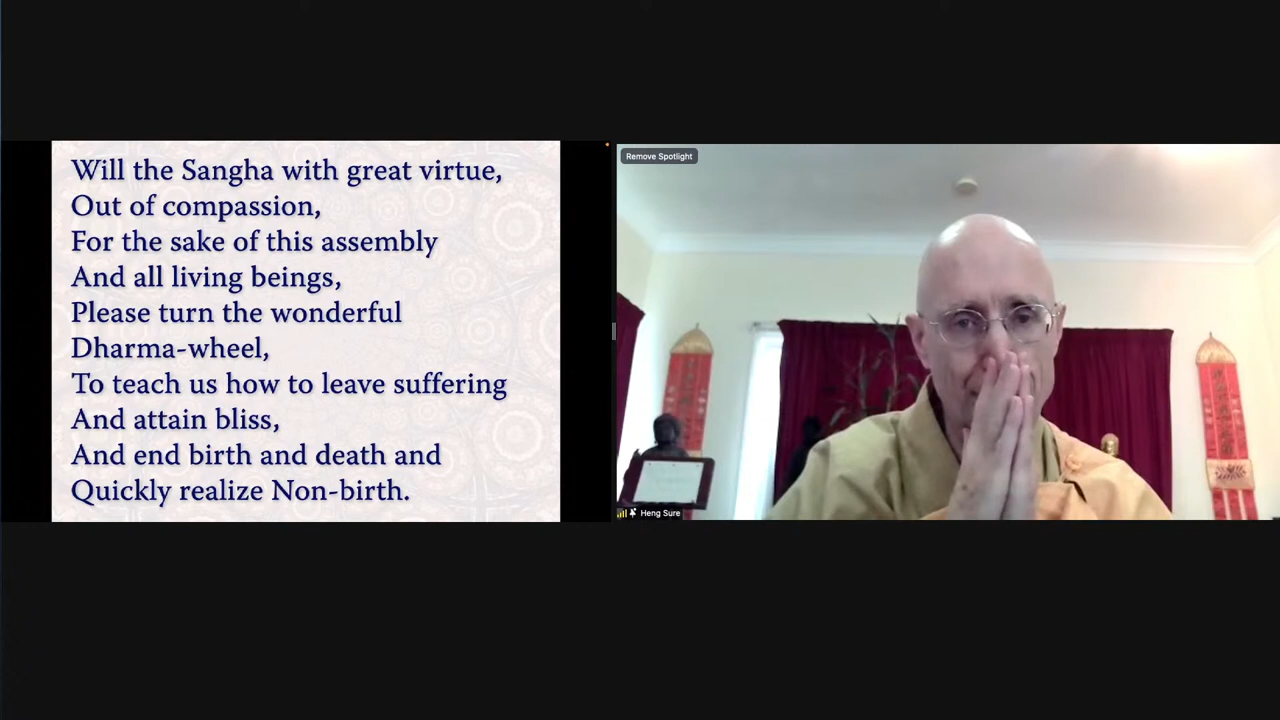 Will the Sangha with great virtue,
Out of compassion,
For the sake of this assembly
And all living beings,
Please turn the wonderful
Dharma-wheel,
To teach us how to leave suffering
And attain bliss,
And end birth and death and
Quickly realize Non-birth.
Remove Spotlight
Heng Sure